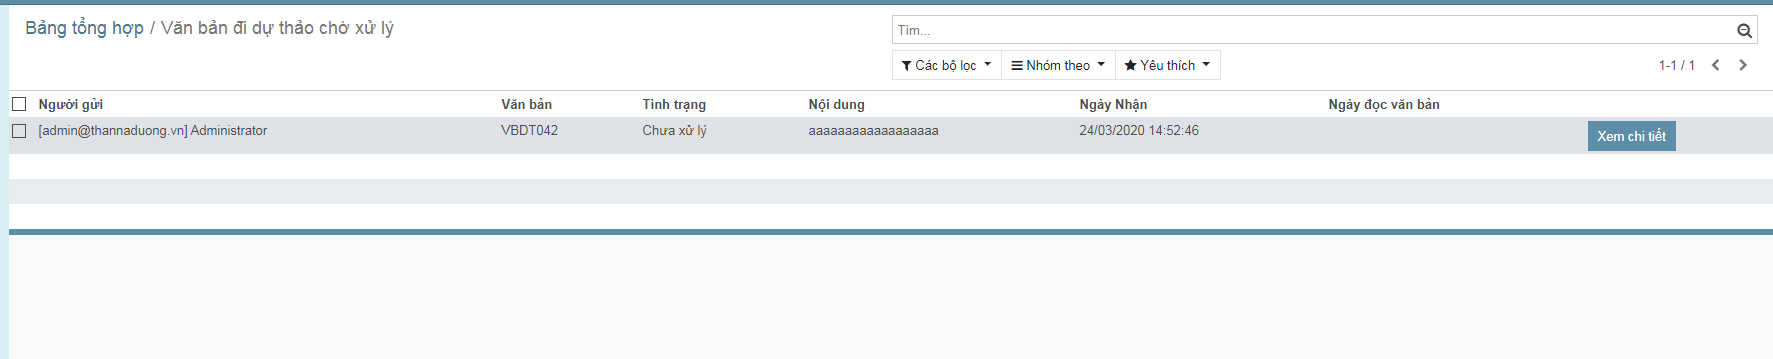 Bảng tổng hợp / Văn bản đi dự thảo chờ xử lý
Tìm...
Các bộ lọc Nhóm theo Yêu thích
1-1 / 1
Người gửi Văn bản Tình trạng Nội dung Ngày Nhận Ngày đọc văn bản
[admin@thannaduong.vn] Administrator VBDT042 Chưa xử lý aaaaaaaaaaaaaaaaaa 24/03/2020 14:52:46 Xem chi tiết